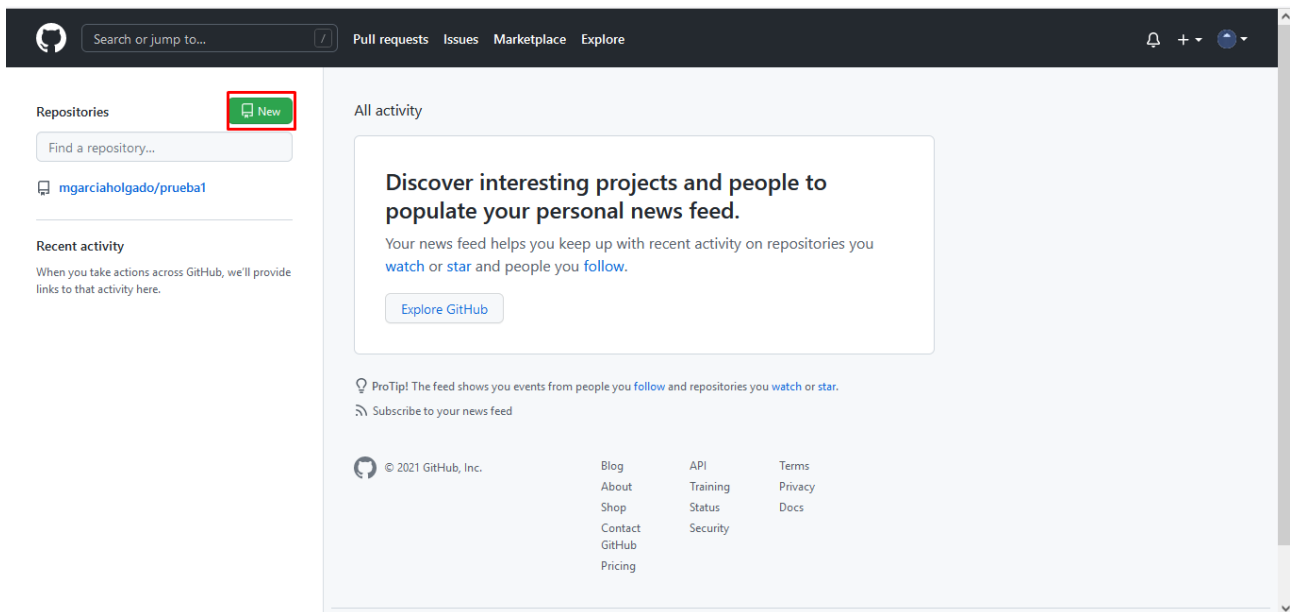 Search or jump to...
/
Pull requests
Issues
Marketplace
Explore
Repositories
New
Find a repository...
mgarciaholgado/prueba1
Recent activity
When you take actions across GitHub, we'll provide
links to that activity here.
All activity
Discover interesting projects and people to
populate your personal news feed.
Your news feed helps you keep up with recent activity on repositories you
watch or star and people you follow.
Explore GitHub
ProTip! The feed shows you events from people you follow and repositories you watch or star.
Subscribe to your news feed
© 2021 GitHub, Inc.
Blog
About
Shop
Contact
GitHub
Pricing
API
Training
Status
Security
Terms
Privacy
Docs